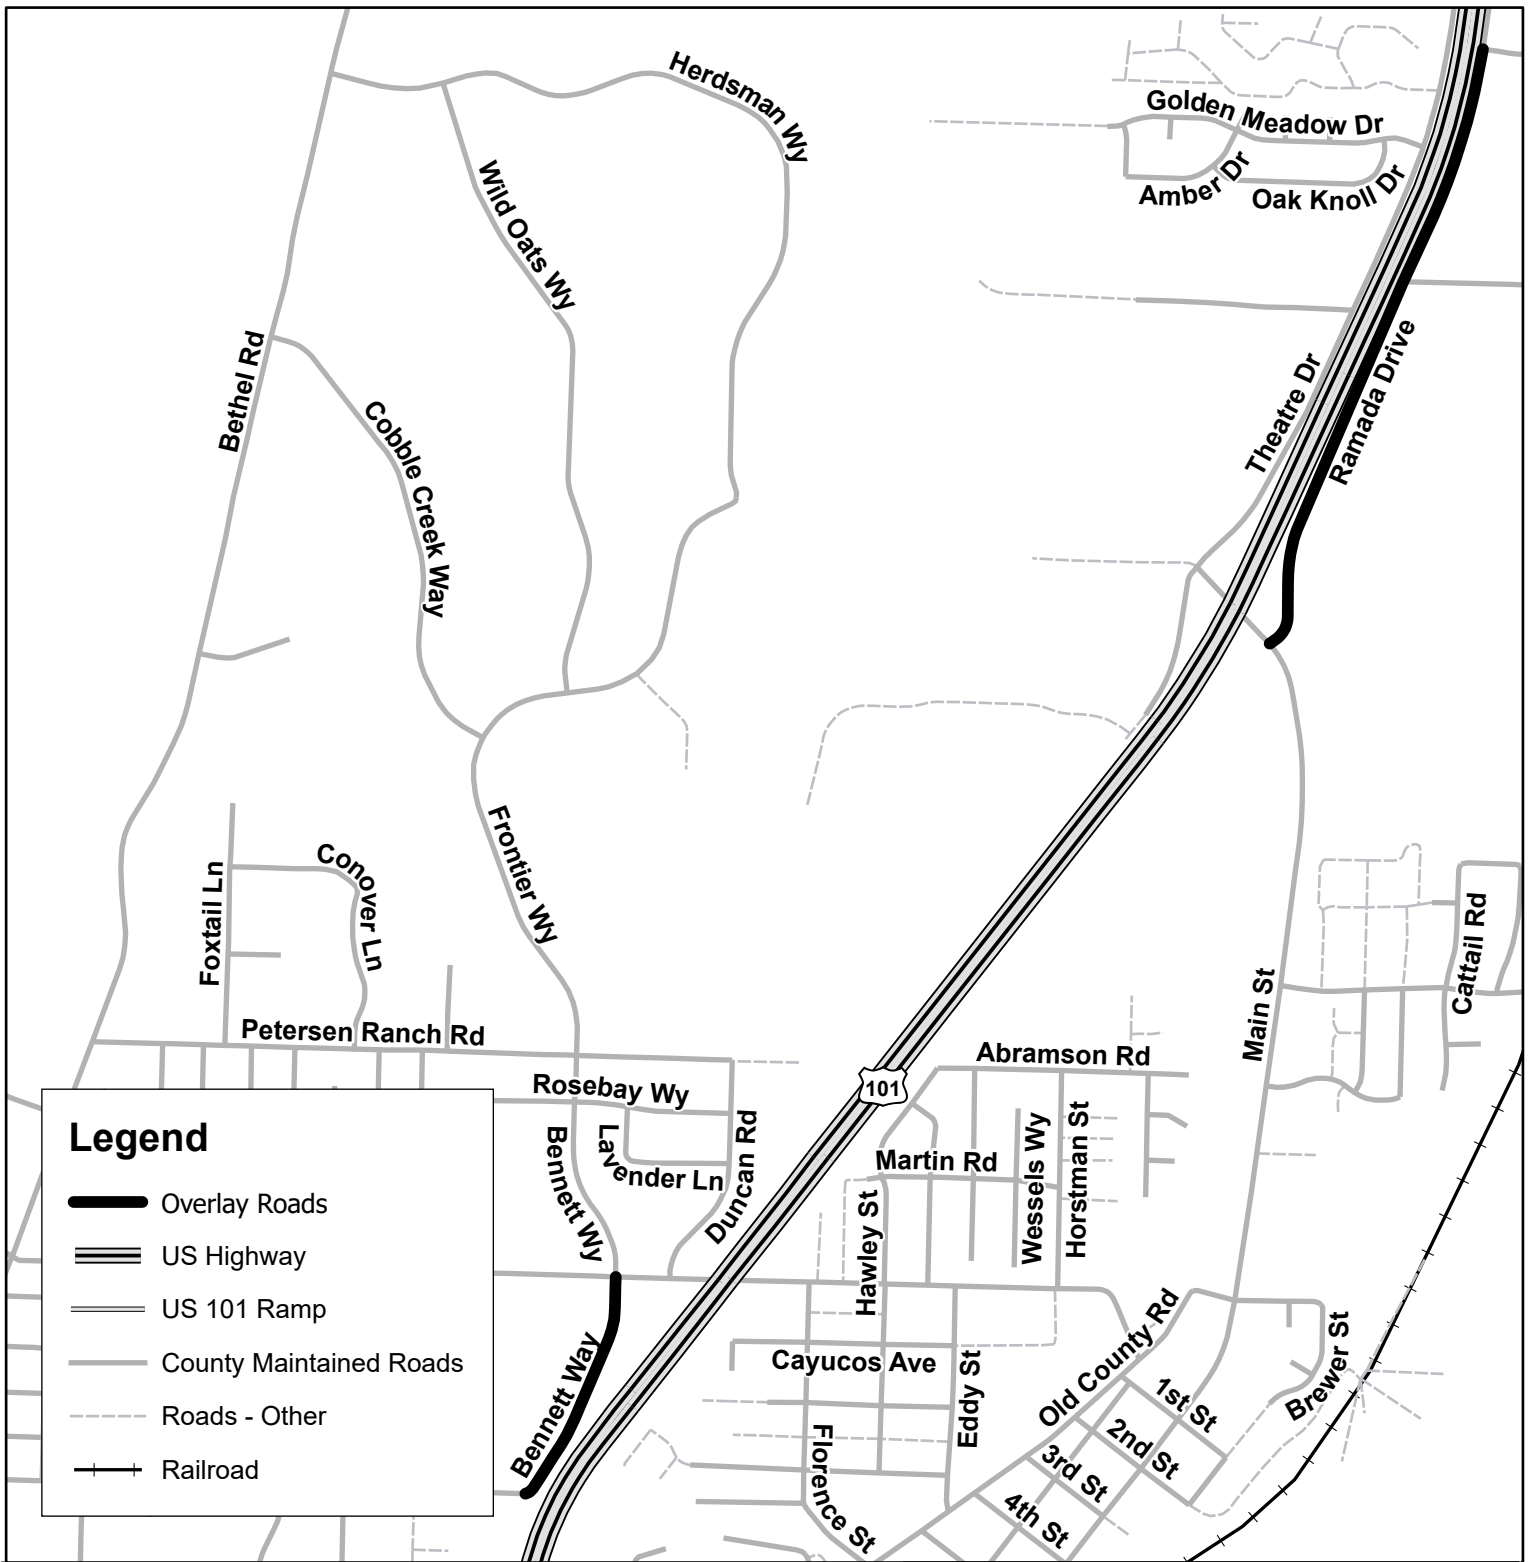 Herdsman Wy
Golden Meadow Dr
Amber Dr
Oak Knoll Dr
Wild Oats Wy
Bethel Rd
Theatre Dr
Ramada Drive
Cobble Creek Way
Frontier Wy
Conover Ln
Foxtail Ln
Cattail Rd
Main St
Petersen Ranch Rd
Abramson Rd
101
Rosebay Wy
Bennett Wy
Lavender Ln
Duncan Rd
Martin Rd
Wessels Wy
Horstman St
Hawley St
Legend
Overlay Roads
US Highway
US 101 Ramp
County Maintained Roads
Roads - Other
Railroad
Bennett Way
Cayucos Ave
Eddy St
Old County Rd
Brewer St
1st St
2nd St
3rd St
4th St
Florence St